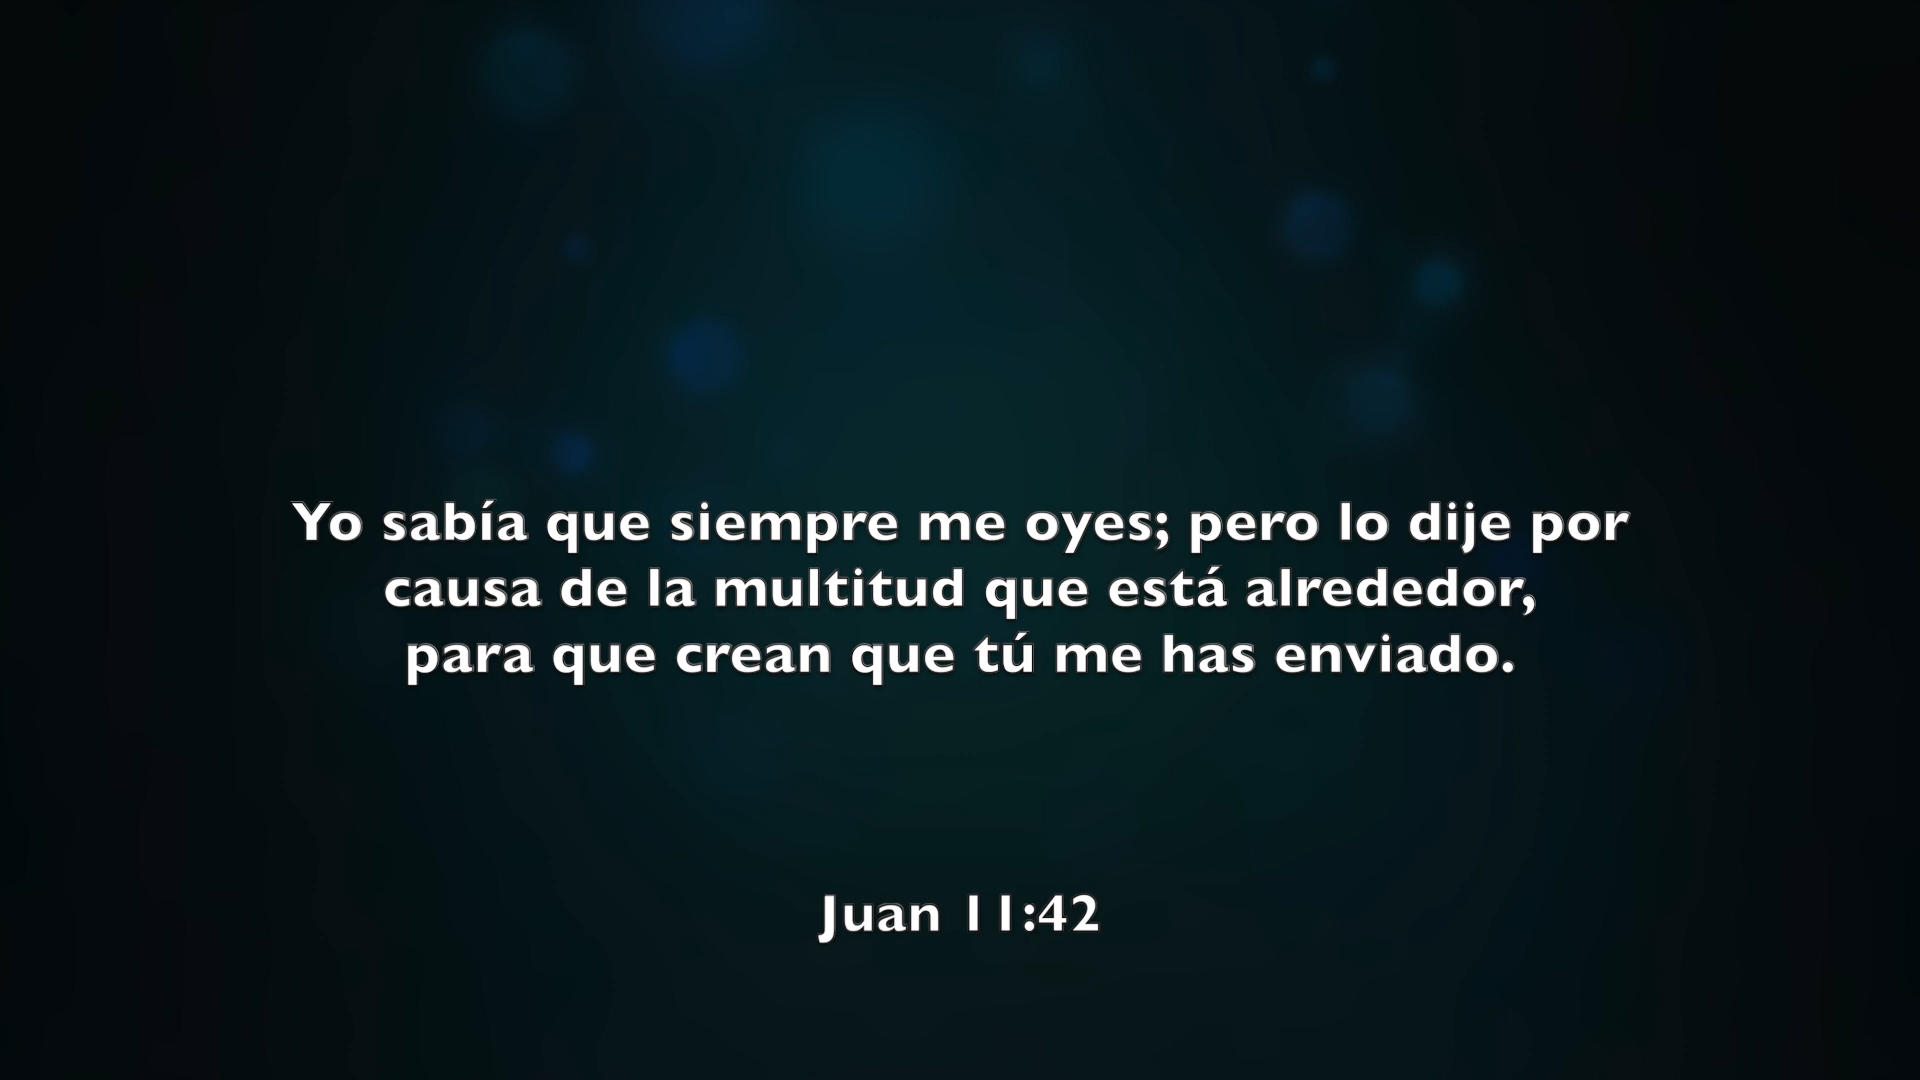 Yo sabía que siempre me oyes; pero lo dije por
causa de la multitud que está alrededor,
para que crean que tú me has enviado.
Juan 11:42